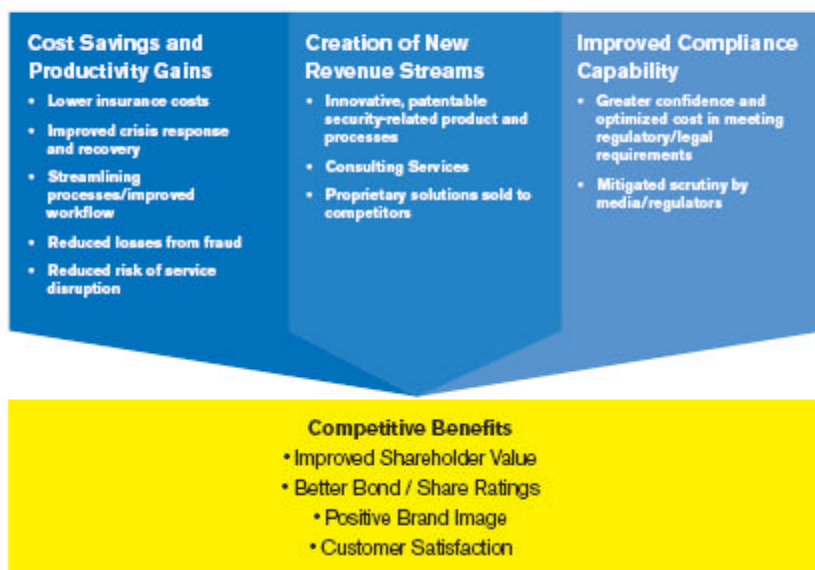 Cost Savings and
Productivity Gains
• Lower insurance costs
• Improved crisis response
and recovery
• Streamlining
processes/improved
workflow
• Reduced losses from fraud
• Reduced risk of service
disruption
Creation of New
Revenue Streams
• Innovative, patentable
security-related product and
processes
• Consulting Services
• Proprietary solutions sold to
competitors
Improved Compliance
Capability
• Greater confidence and
optimized cost in meeting
regulatory/legal
requirements
• Mitigated scrutiny by
media/regulators
Competitive Benefits
• Improved Shareholder Value
• Better Bond / Share Ratings
• Positive Brand Image
• Customer Satisfaction